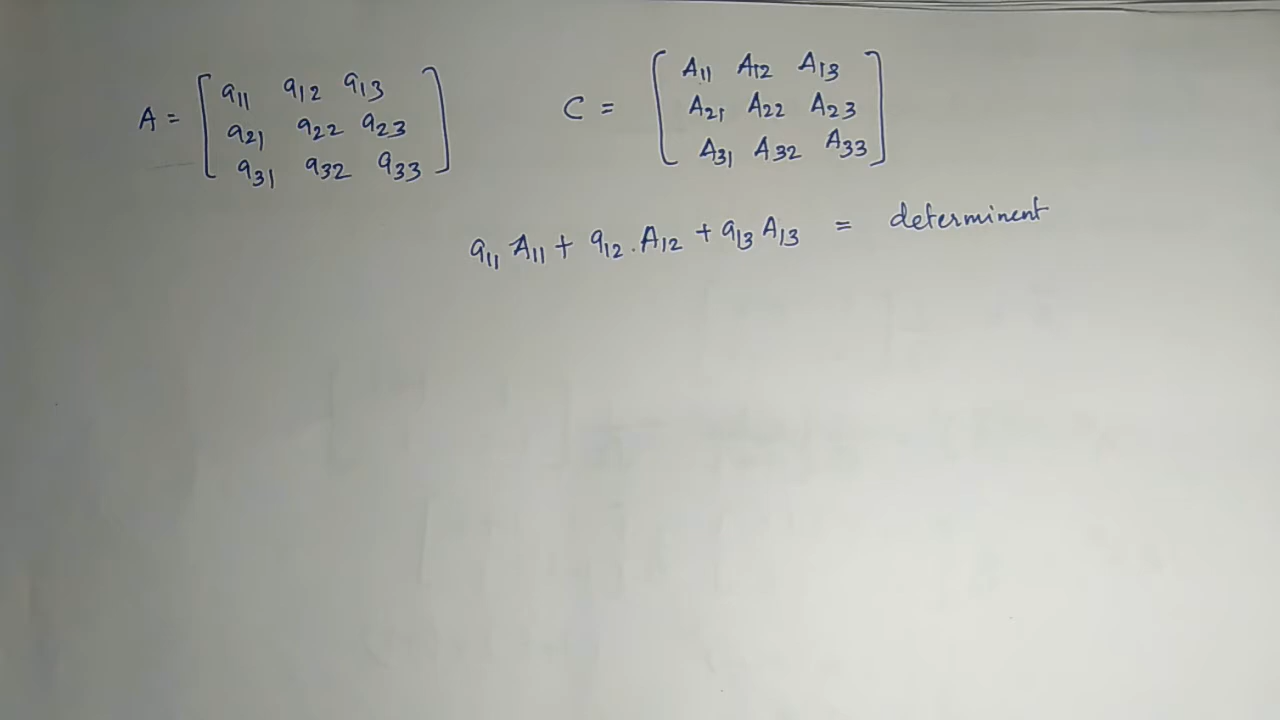 A = [ a11 a12 a13
a21 a22 a23
a31 a32 a33 ]
C = [ A11 A12 A13
A21 A22 A23
A31 A32 A33 ]
a11 A11 + a12 . A12 + a13 A13 = determinent